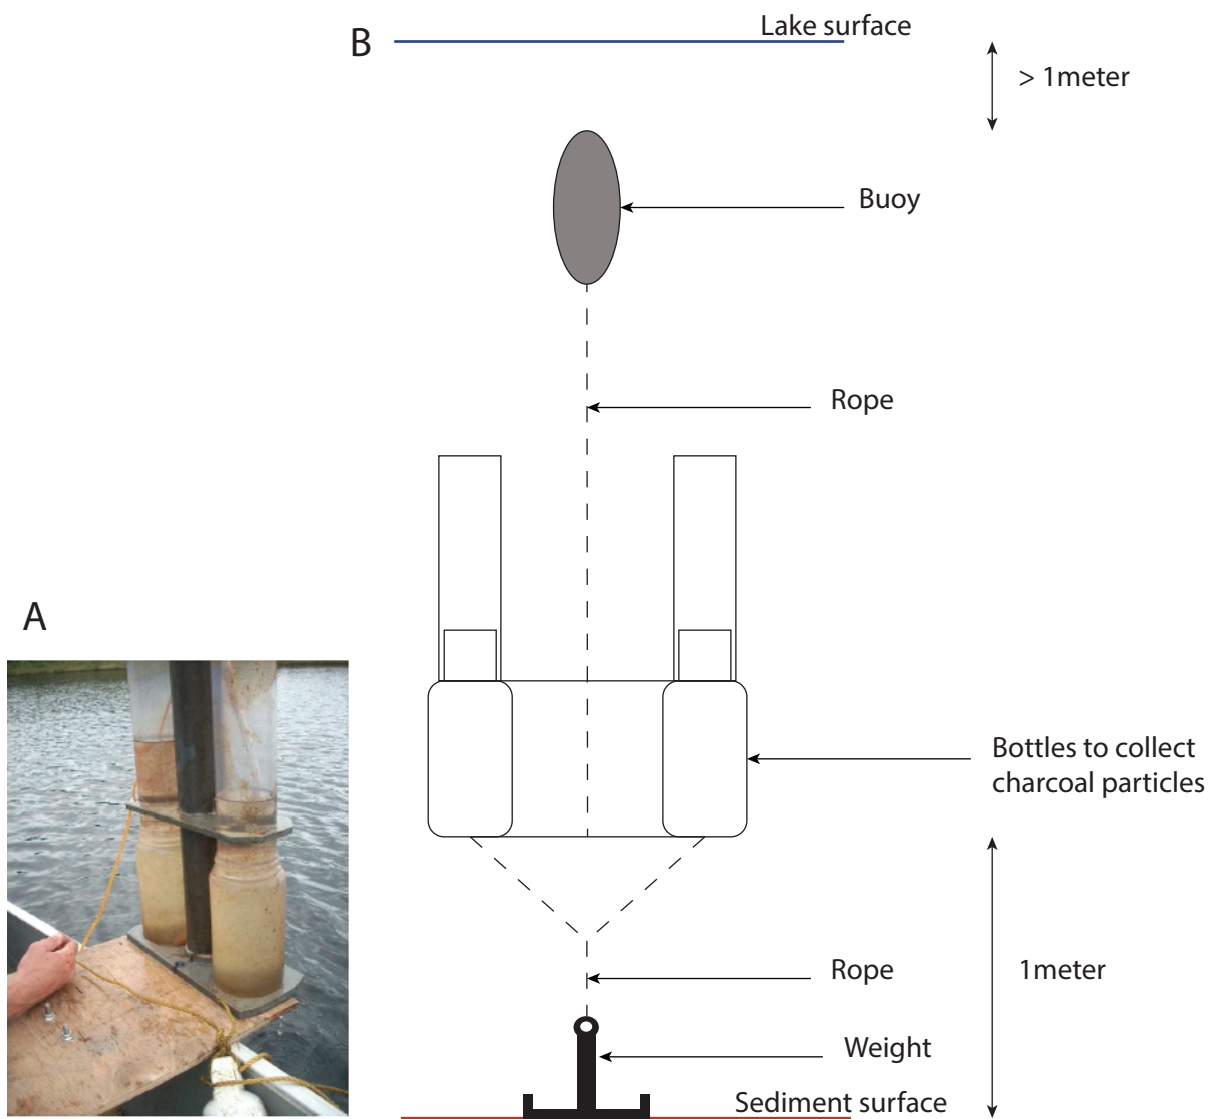 B
Lake surface
> 1meter
Buoy
Rope
A
Bottles to collect
charcoal particles
Rope
1meter
Weight
Sediment surface